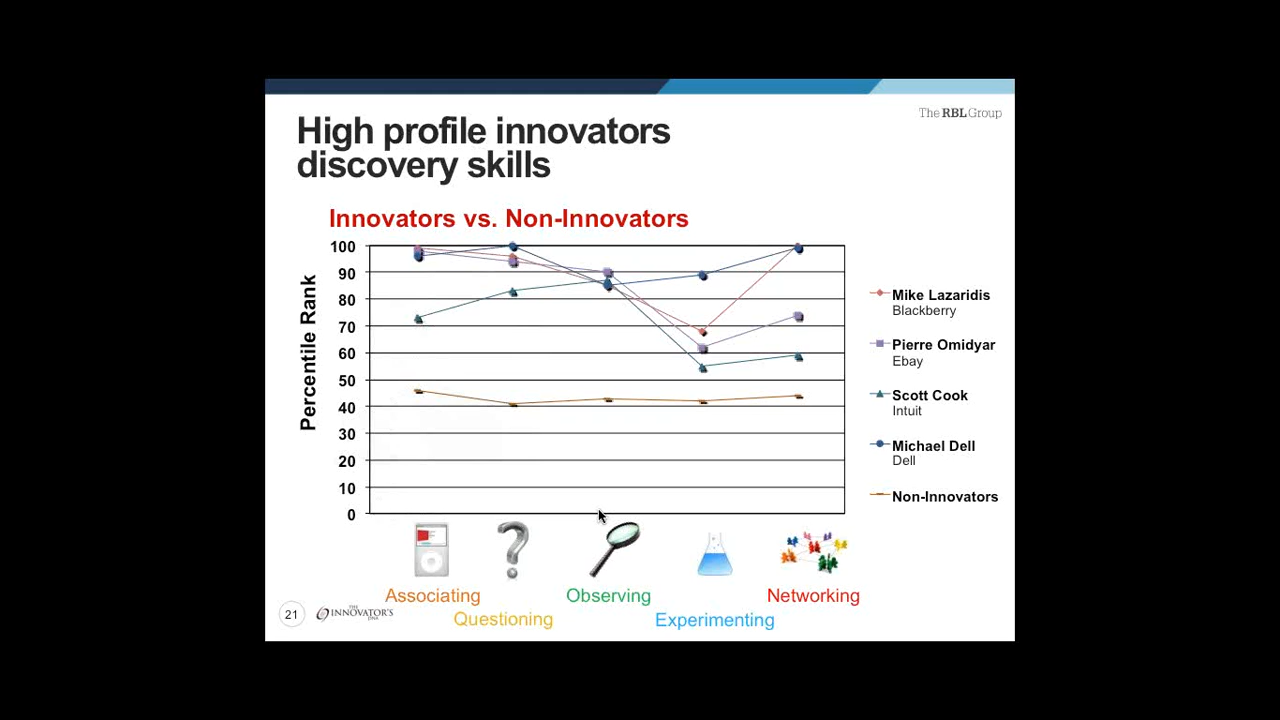 The RBL Group
High profile innovators
discovery skills
Innovators vs. Non-Innovators
Percentile Rank
100
90
80
70
60
50
40
30
20
10
0
Mike Lazaridis
Blackberry
Pierre Omidyar
Ebay
Scott Cook
Intuit
Michael Dell
Dell
Non-Innovators
Associating
Questioning
Observing
Experimenting
Networking
21
THE
INNOVATOR'S
DNA